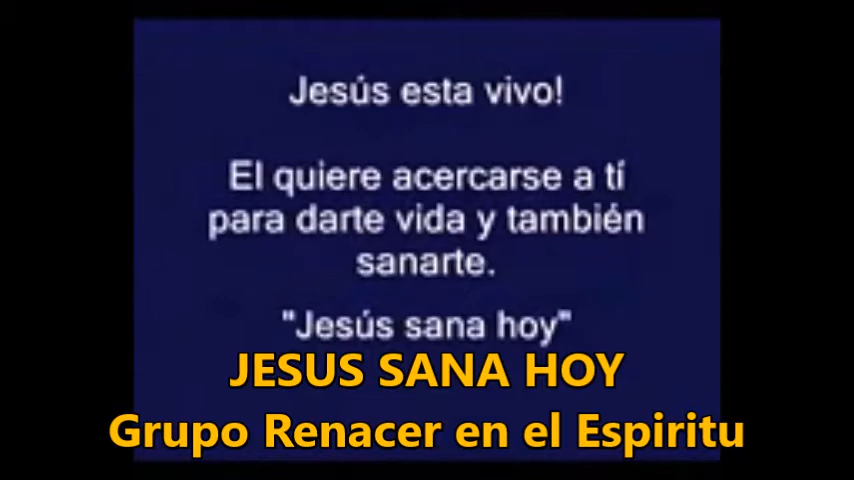 Jesús esta vivo!
El quiere acercarse a tí
para darte vida y también
sanarte.
"Jesús sana hoy"
JESUS SANA HOY
Grupo Renacer en el Espiritu